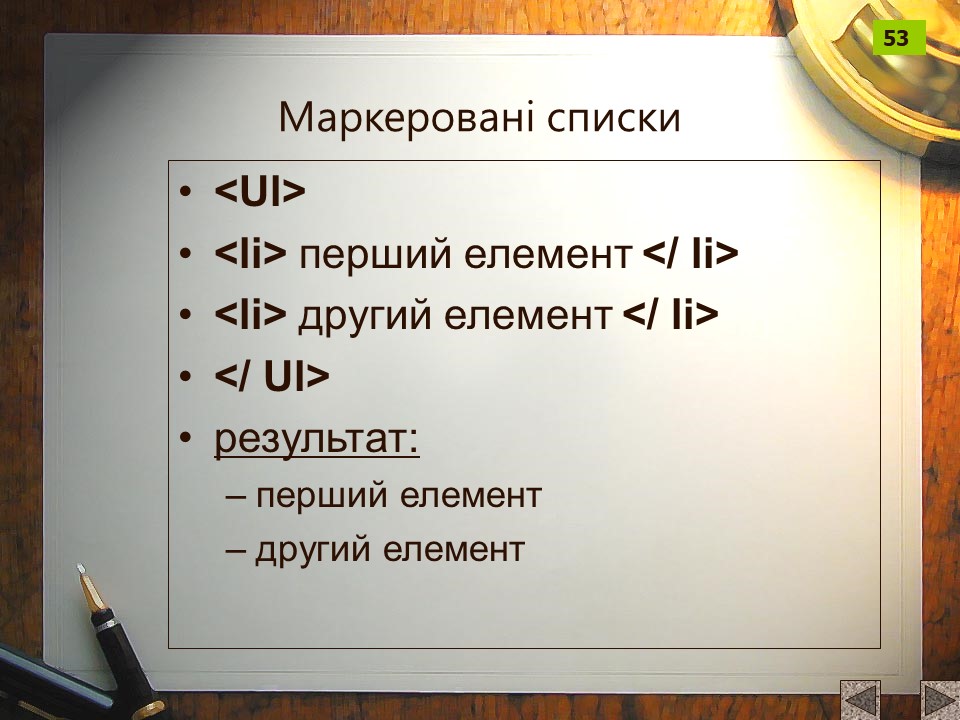 53
Маркеровані списки
• <Ul>
• <li> перший елемент </ li>
• <li> другий елемент </ li>
• </ Ul>
• результат:
– перший елемент
– другий елемент